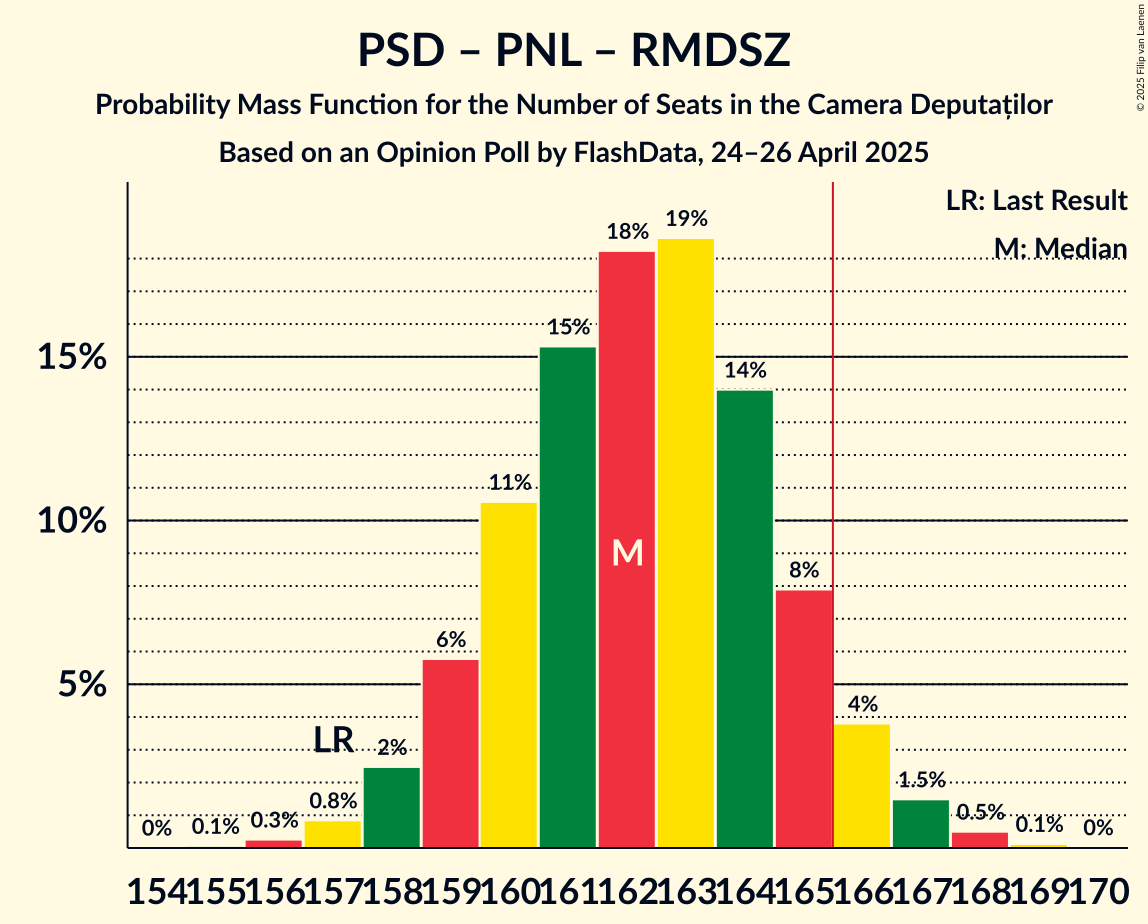 PSD – PNL – RMDSZ
Probability Mass Function for the Number of Seats in the Camera Deputaților
Based on an Opinion Poll by FlashData, 24–26 April 2025
© 2025 Filip van Laenen
LR: Last Result
M: Median
15%
10%
5%
0%
0.1%
0.3%
0.8%
2%
6%
11%
15%
18%
19%
14%
8%
4%
1.5%
0.5%
0.1%
0%
LR
M
154 155 156 157 158 159 160 161 162 163 164 165 166 167 168 169 170